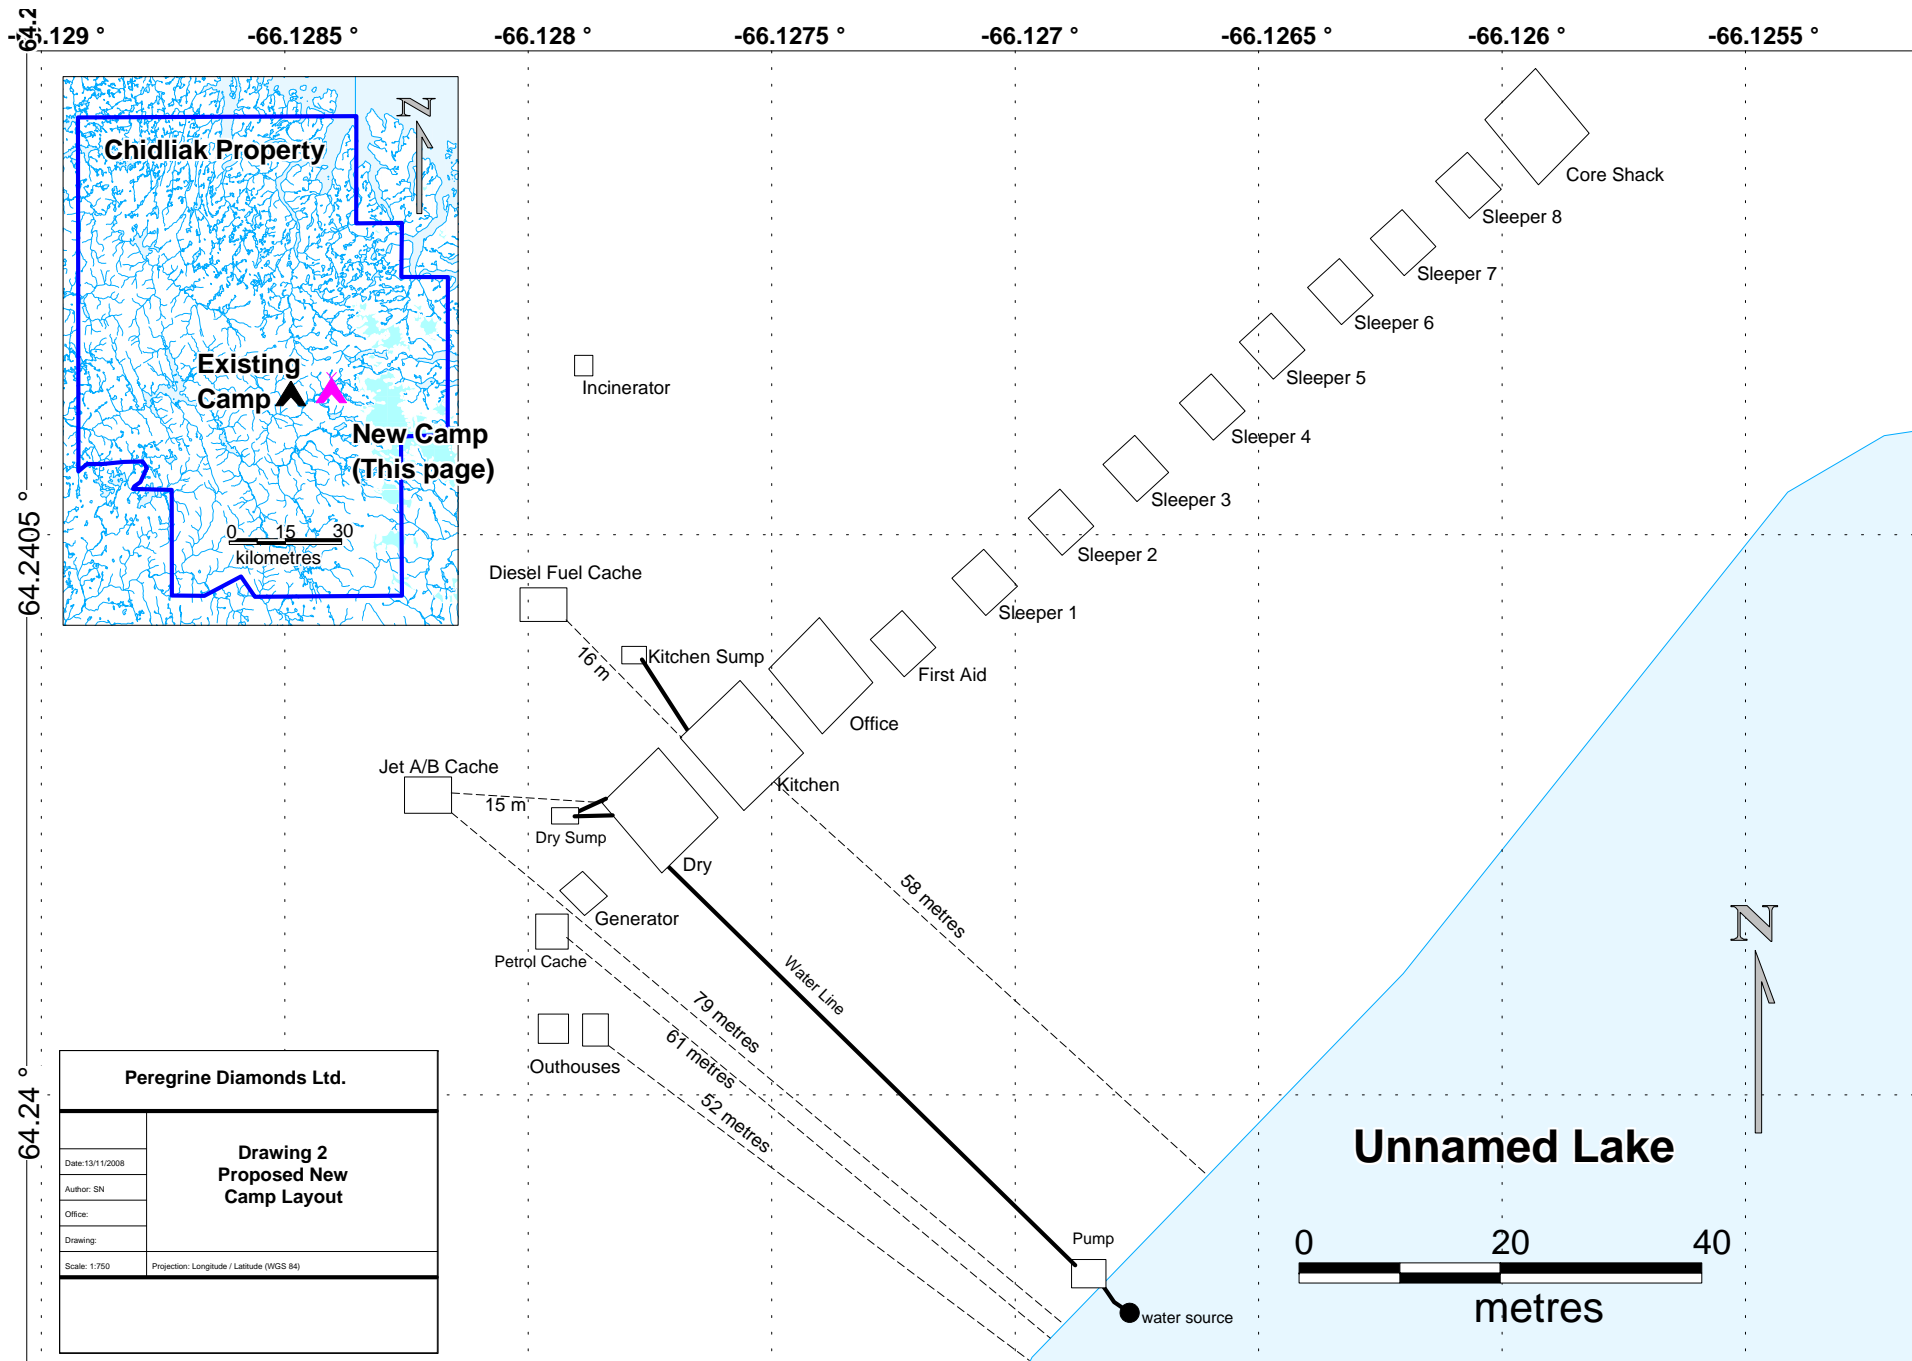 -66.129 °
-66.1285 °
-66.128 °
-66.1275 °
-66.127 °
-66.1265 °
-66.126 °
-66.1255 °
64.2
N
Chidliak Property
Existing
Camp
New Camp
(This page)
0 15 30
kilometres
Core Shack
Sleeper 8
Sleeper 7
Sleeper 6
Sleeper 5
Sleeper 4
Sleeper 3
Sleeper 2
Sleeper 1
First Aid
Office
Kitchen
Incinerator
64.2405 °
Diesel Fuel Cache
16 m
Kitchen Sump
Jet A/B Cache
15 m
Dry Sump
Dry
Generator
Petrol Cache
Outhouses
58 metres
Water Line
79 metres
61 metres
52 metres
64.24 °
N
Unnamed Lake
Pump
water source
0 20 40
metres
Peregrine Diamonds Ltd.
Drawing 2
Proposed New
Camp Layout
Date:13/11/2008
Author: SN
Office:
Drawing:
Scale: 1:750
Projection: Longitude / Latitude (WGS 84)